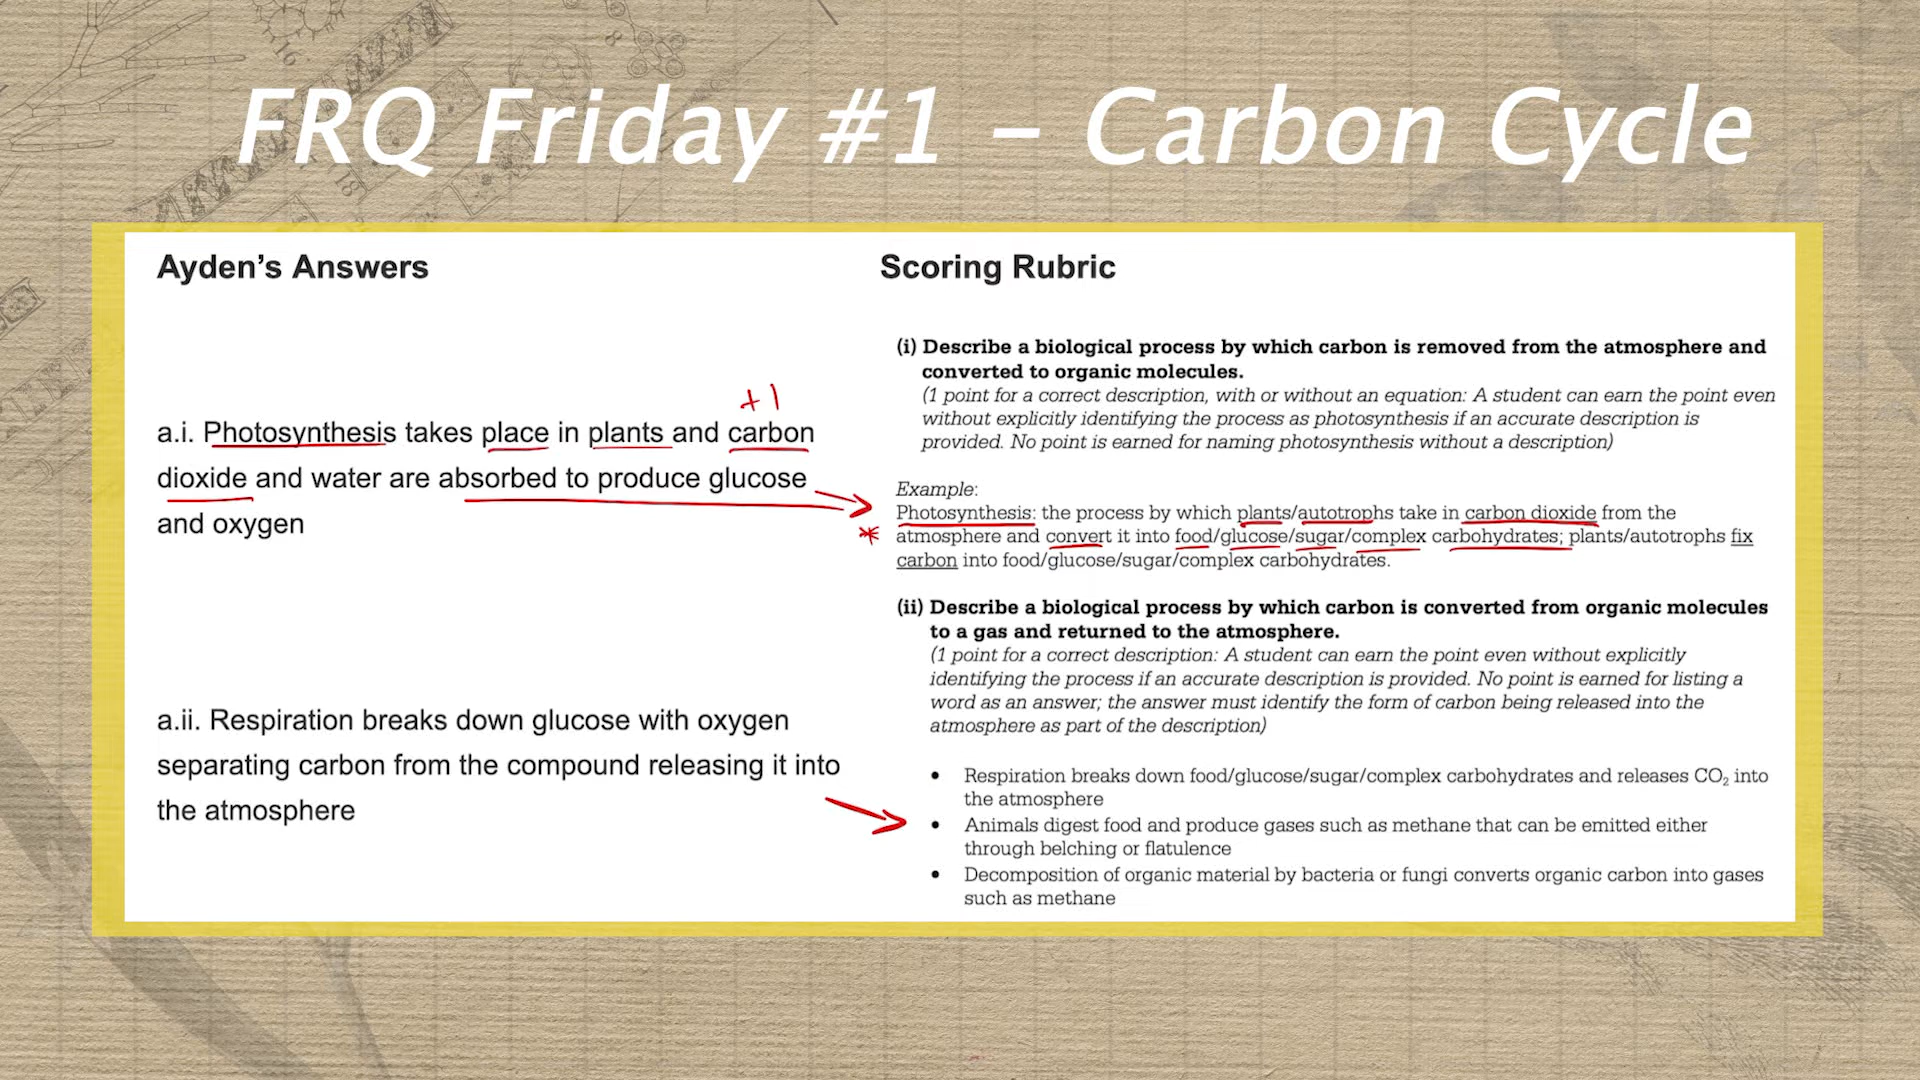 FRQ Friday #1 – Carbon Cycle
Ayden's Answers
+1
a.i. Photosynthesis takes place in plants and carbon
dioxide and water are absorbed to produce glucose
and oxygen
a.ii. Respiration breaks down glucose with oxygen
separating carbon from the compound releasing it into
the atmosphere
Scoring Rubric
(i) Describe a biological process by which carbon is removed from the atmosphere and
converted to organic molecules.
(1 point for a correct description, with or without an equation: A student can earn the point even
without explicitly identifying the process as photosynthesis if an accurate description is
provided. No point is earned for naming photosynthesis without a description)
Example:
Photosynthesis: the process by which plants/autotrophs take in carbon dioxide from the
* atmosphere and convert it into food/glucose/sugar/complex carbohydrates; plants/autotrophs fix
carbon into food/glucose/sugar/complex carbohydrates.
(ii) Describe a biological process by which carbon is converted from organic molecules
to a gas and returned to the atmosphere.
(1 point for a correct description: A student can earn the point even without explicitly
identifying the process if an accurate description is provided. No point is earned for listing a
word as an answer; the answer must identify the form of carbon being released into the
atmosphere as part of the description)
• Respiration breaks down food/glucose/sugar/complex carbohydrates and releases CO₂ into
the atmosphere
• Animals digest food and produce gases such as methane that can be emitted either
through belching or flatulence
• Decomposition of organic material by bacteria or fungi converts organic carbon into gases
such as methane